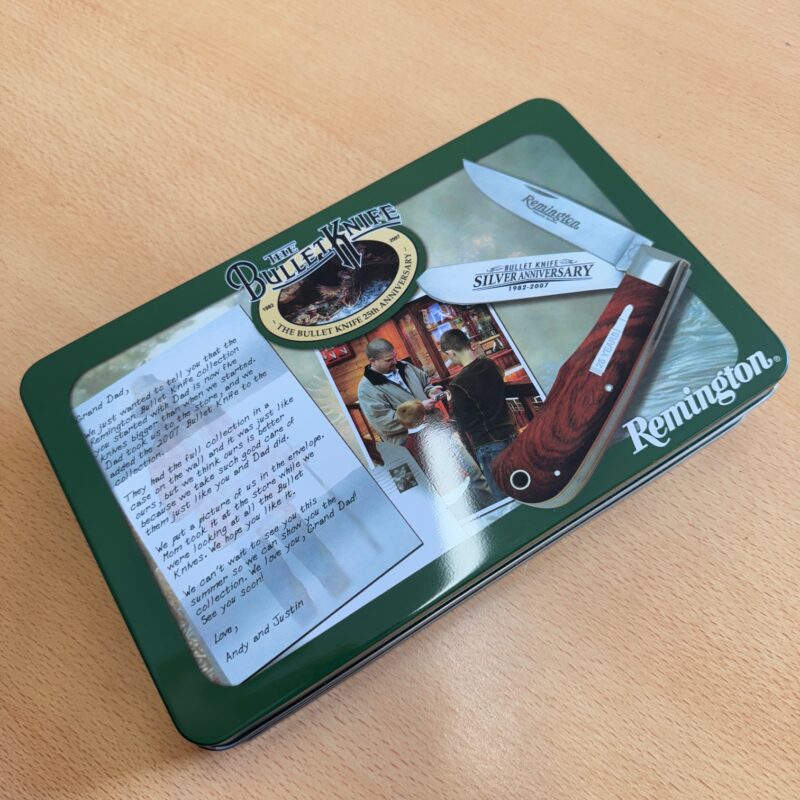 THE
BULLET KNIFE
1982
2007
~ THE BULLET KNIFE 25th ANNIVERSARY ~
Remington
BULLET KNIFE
SILVER ANNIVERSARY
1982-2007
25 YEARS!
Remington®
Grand Dad,
We just wanted to tell you that the
Remington Bullet Knife collection
you started with Dad is now five
knives bigger than when we started.
Dad took us to the store, and we
added the 2007 Bullet Knife to the
collection.
They had the full collection in a
case on the wall, and it was just like
ours, but we think ours is better
because we take such good care of
them just like you and Dad did.
We put a picture of us in the envelope.
Mom took it at the store while we
were looking at all the Bullet
Knives. We hope you like it.
We can't wait to see you this
summer so we can show you the
collection. We love you, Grand Dad!
See you soon!
Love,
Andy and Justin